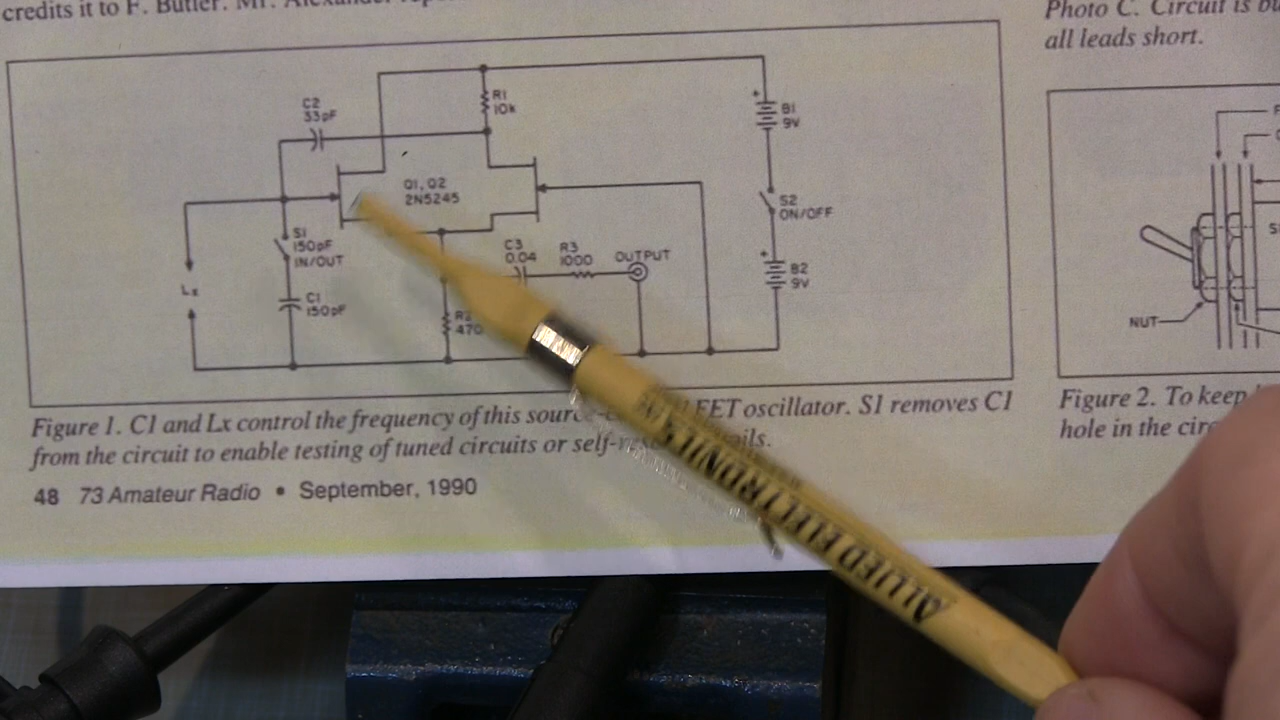 credits it to F. Butler. Mr. Alexander
Photo C. Circuit is
all leads short.
C2
33pF
R1
10k
B1
9V
Q1, Q2
2N5245
S2
ON/OFF
S1
150pF
IN/OUT
C3
0.04
R3
1000
OUTPUT
B2
9V
Lx
C1
150pF
R2
470
NUT
Figure 1. C1 and Lx control the frequency of this FET oscillator. S1 removes C1
from the circuit to enable testing of tuned circuits or
48 73 Amateur Radio • September, 1990
Figure 2. To keep
hole in the
ALLIED ELECTRONICS